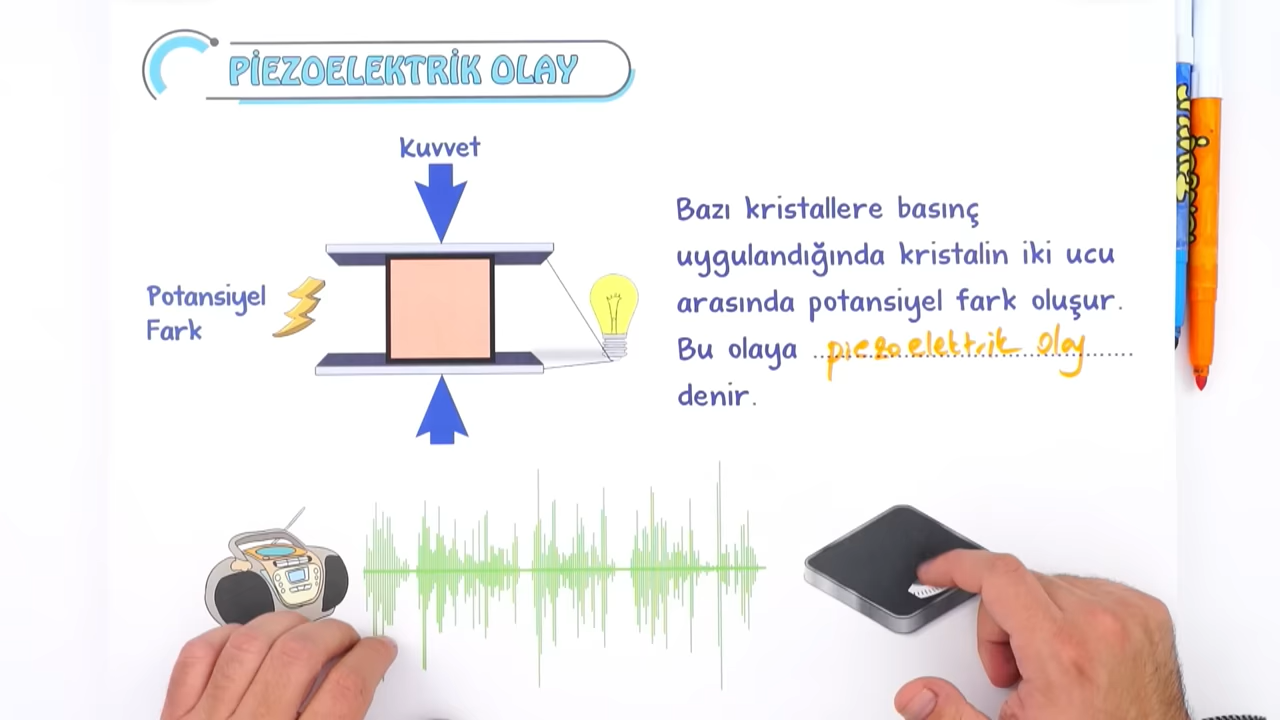 PİEZOELEKTRİK OLAY
Kuvvet
Potansiyel
Fark
Bazı kristallere basınç
uygulandığında kristalin iki ucu
arasında potansiyel fark oluşur.
Bu olaya piezoelektrik olay
denir.